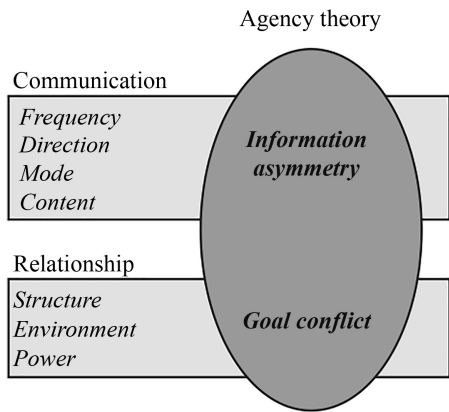 Agency theory
Communication
Frequency
Direction
Mode
Content
Information
asymmetry
Relationship
Structure
Environment
Power
Goal conflict